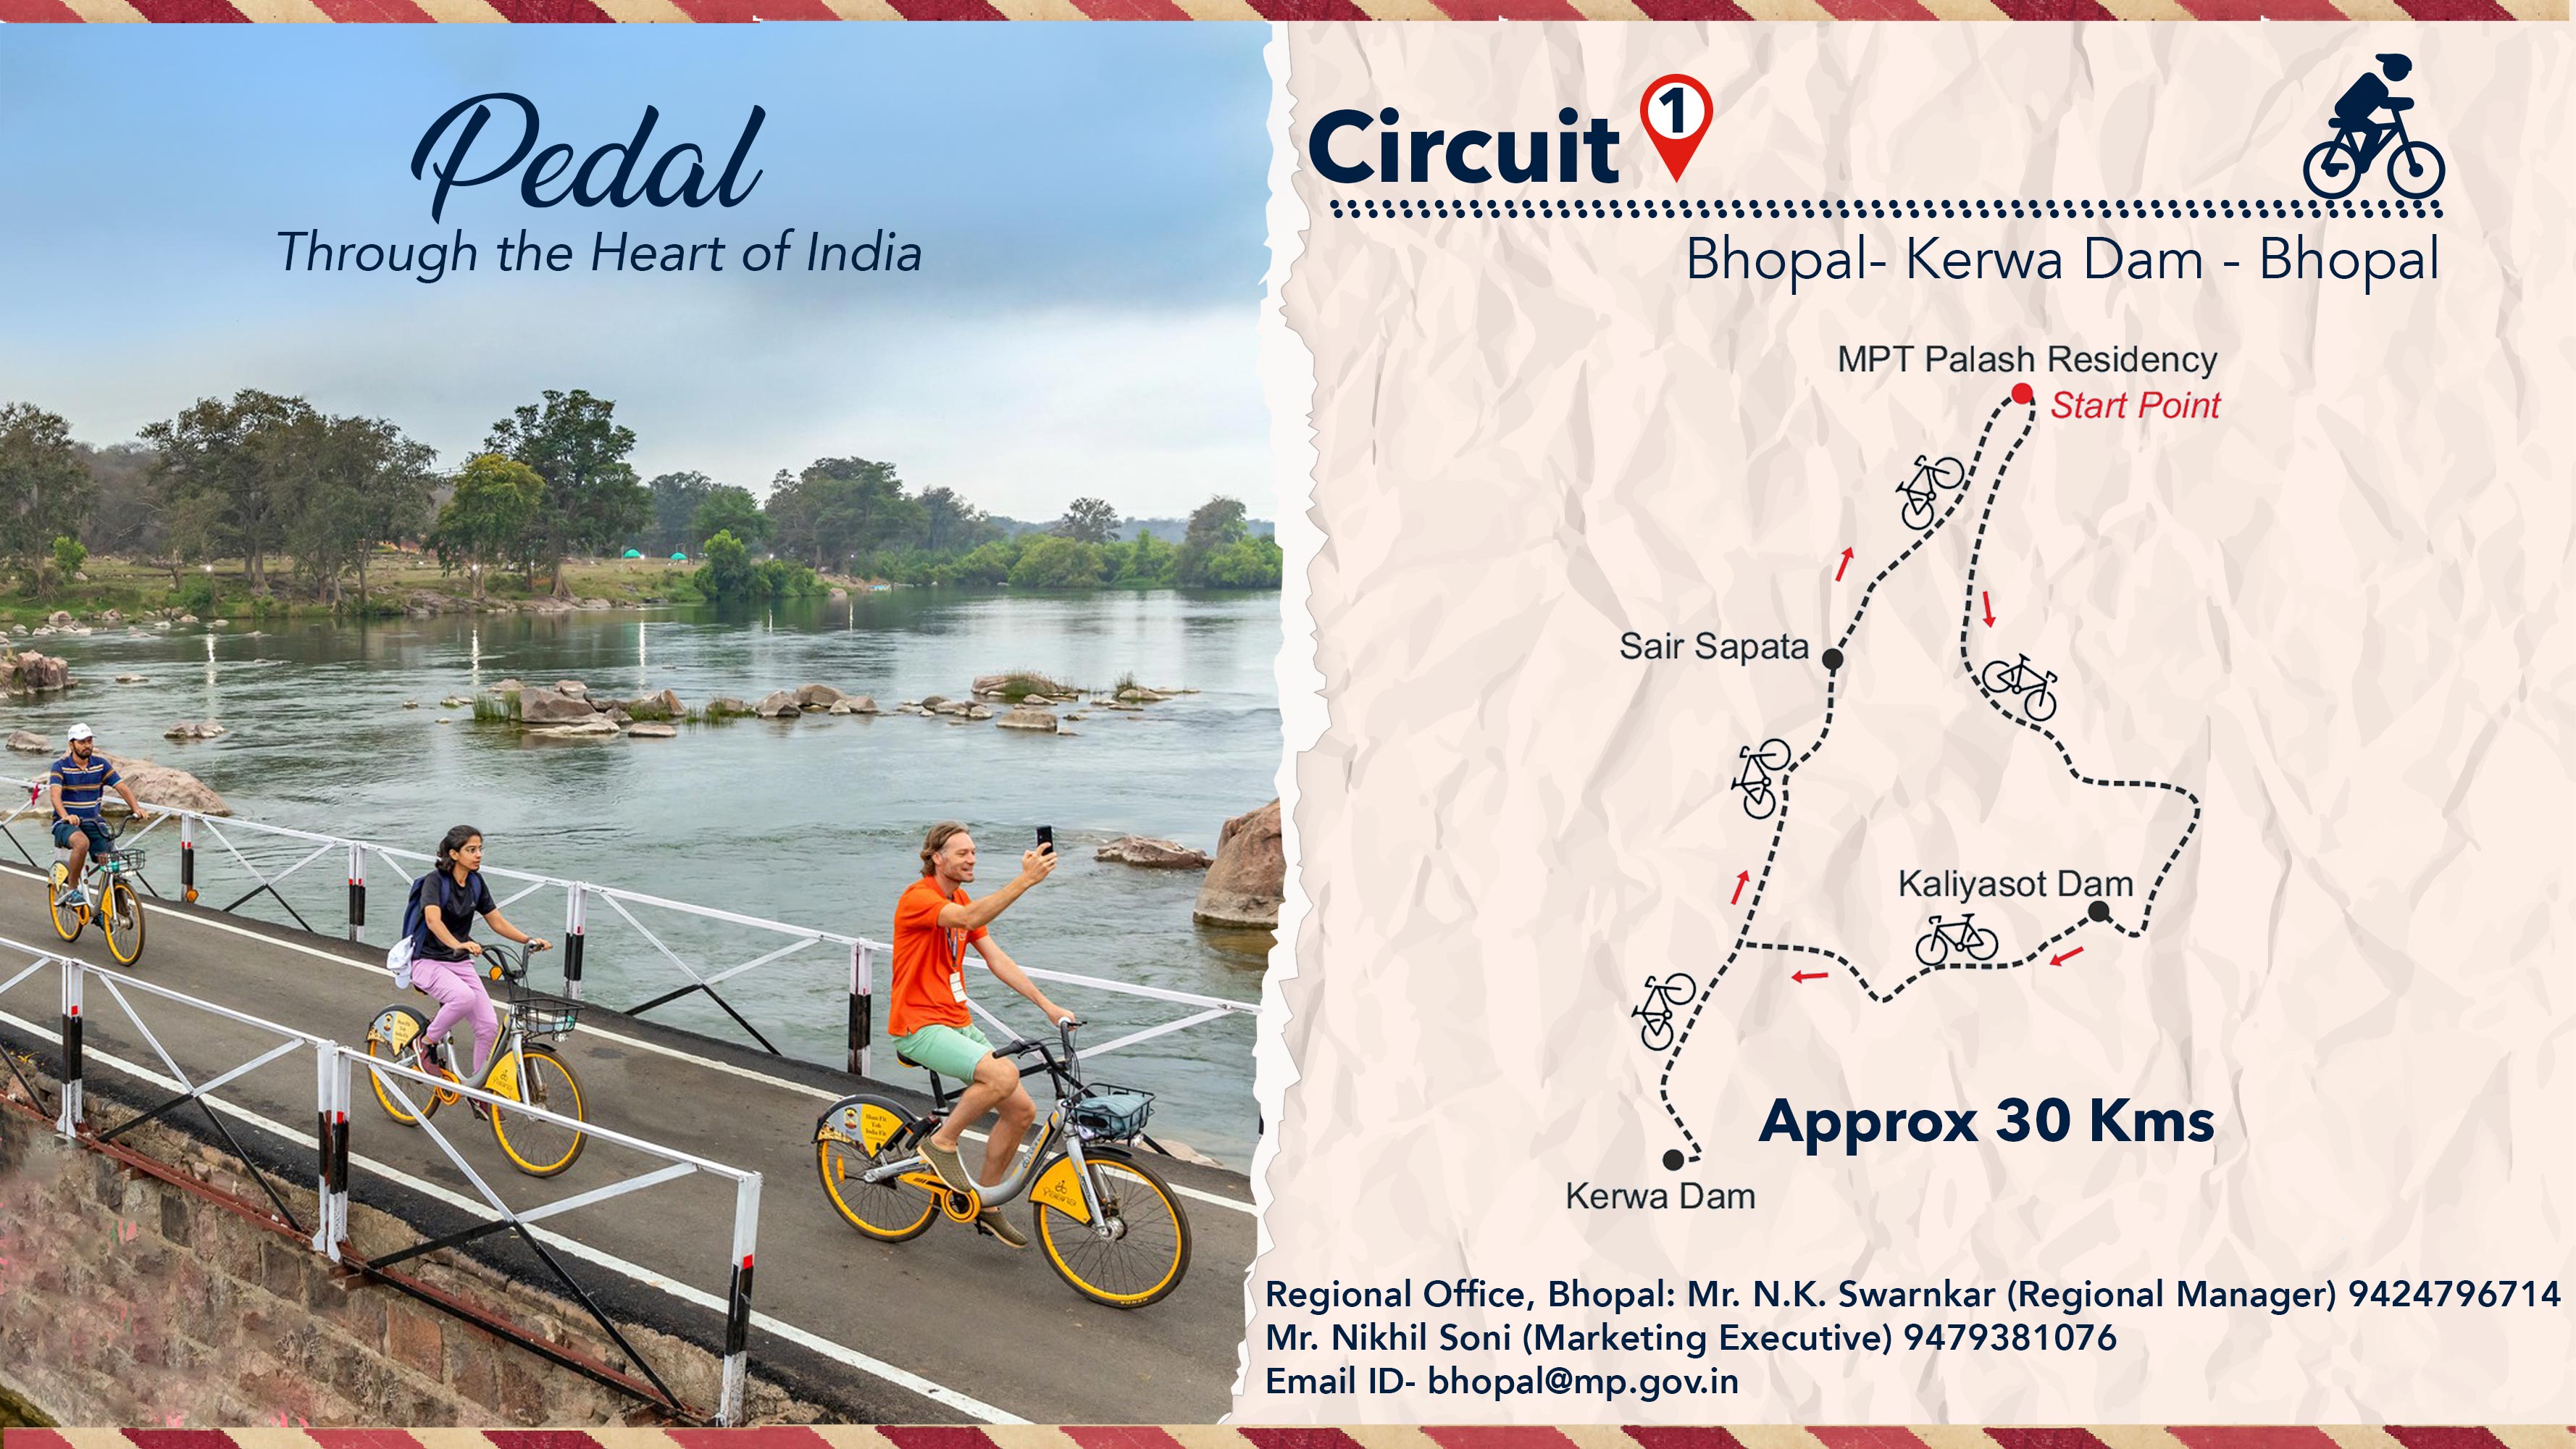 Pedal
Through the Heart of India
Circuit 1
Bhopal- Kerwa Dam - Bhopal
MPT Palash Residency
Start Point
Sair Sapata
Kaliyasot Dam
Approx 30 Kms
Kerwa Dam
Regional Office, Bhopal: Mr. N.K. Swarnkar (Regional Manager) 9424796714
Mr. Nikhil Soni (Marketing Executive) 9479381076
Email ID- bhopal@mp.gov.in